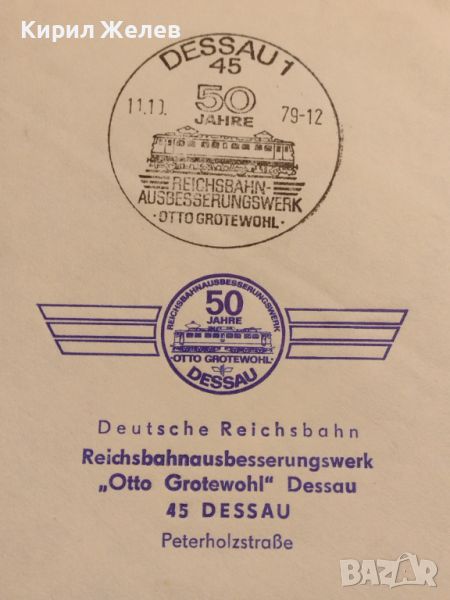 Кирил Желев
DESSAU 1
45
50
JAHRE
11.10. 79-12
REICHSBAHN-
AUSBESSERUNGSWERK
·OTTO GROTEWOHL·
REICHSBAHNAUSBESSERUNGSWERK
50
JAHRE
·OTTO GROTEWOHL·
DESSAU
Deutsche Reichsbahn
Reichsbahnausbesserungswerk
„Otto Grotewohl" Dessau
45 DESSAU
Peterholzstraße
BAZAR